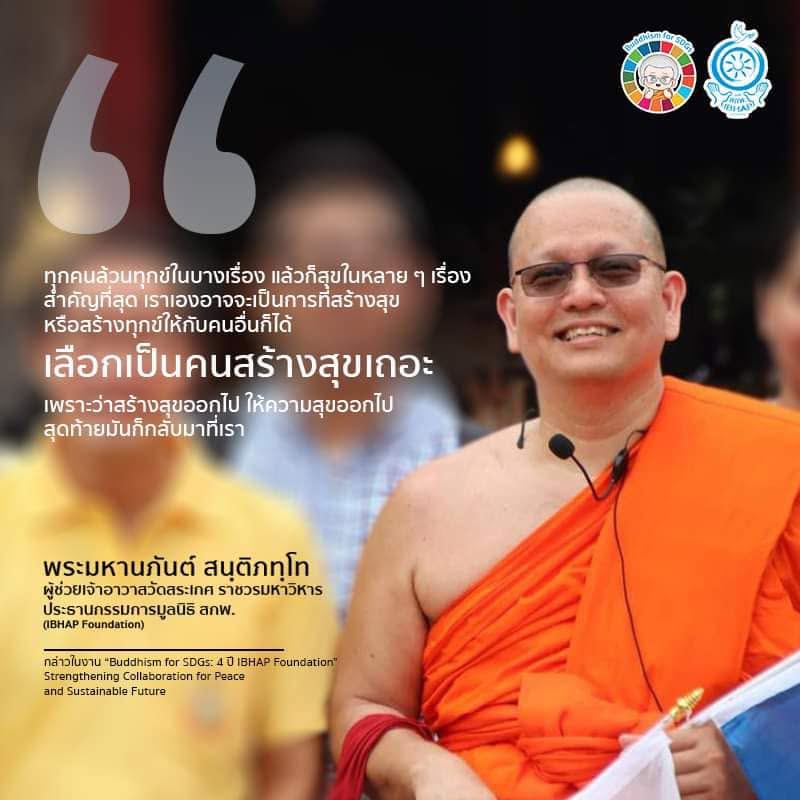 Buddhism for SDGs
สภพ
IBHAP
ทุกคนล้วนทุกข์ในบางเรื่อง แล้วก็สุขในหลาย ๆ เรื่อง
สำคัญที่สุด เราเองอาจจะเป็นการที่สร้างสุข
หรือสร้างทุกข์ให้กับคนอื่นก็ได้
เลือกเป็นคนสร้างสุขเถอะ
เพราะว่าสร้างสุขออกไป ให้ความสุขออกไป
สุดท้ายมันก็กลับมาที่เรา
พระมหานภันต์ สนฺติภทฺโท
ผู้ช่วยเจ้าอาวาสวัดสระเกศ ราชวรมหาวิหาร
ประธานกรรมการมูลนิธิ สภพ.
(IBHAP Foundation)
กล่าวในงาน “Buddhism for SDGs: 4 ปี IBHAP Foundation”
Strengthening Collaboration for Peace
and Sustainable Future